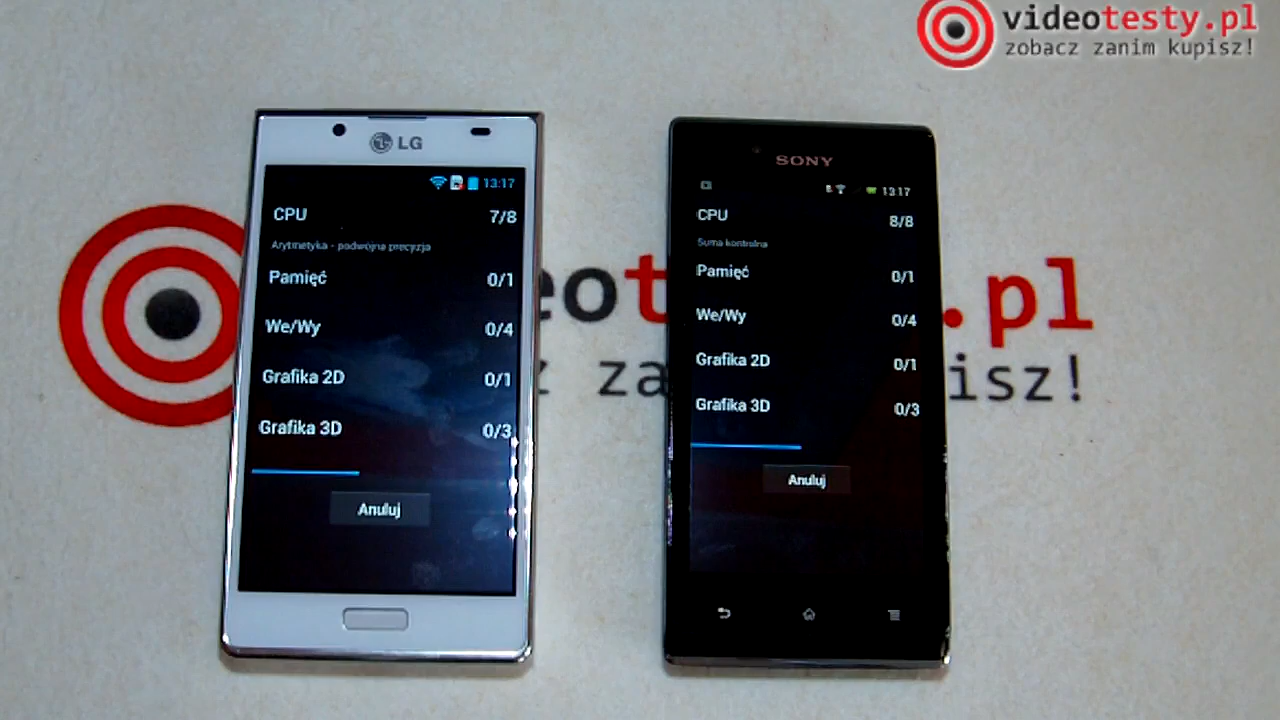 videotesty.pl
zobacz zanim kupisz!
LG
13:17
CPU 7/8
Arytmetyka - podwójna precyzja
Pamięć 0/1
We/Wy 0/4
Grafika 2D 0/1
Grafika 3D 0/3
Anuluj
SONY
13:17
CPU 8/8
Suma kontrolna
Pamięć 0/1
We/Wy 0/4
Grafika 2D 0/1
Grafika 3D 0/3
Anuluj
eo t .pl
z za isz!